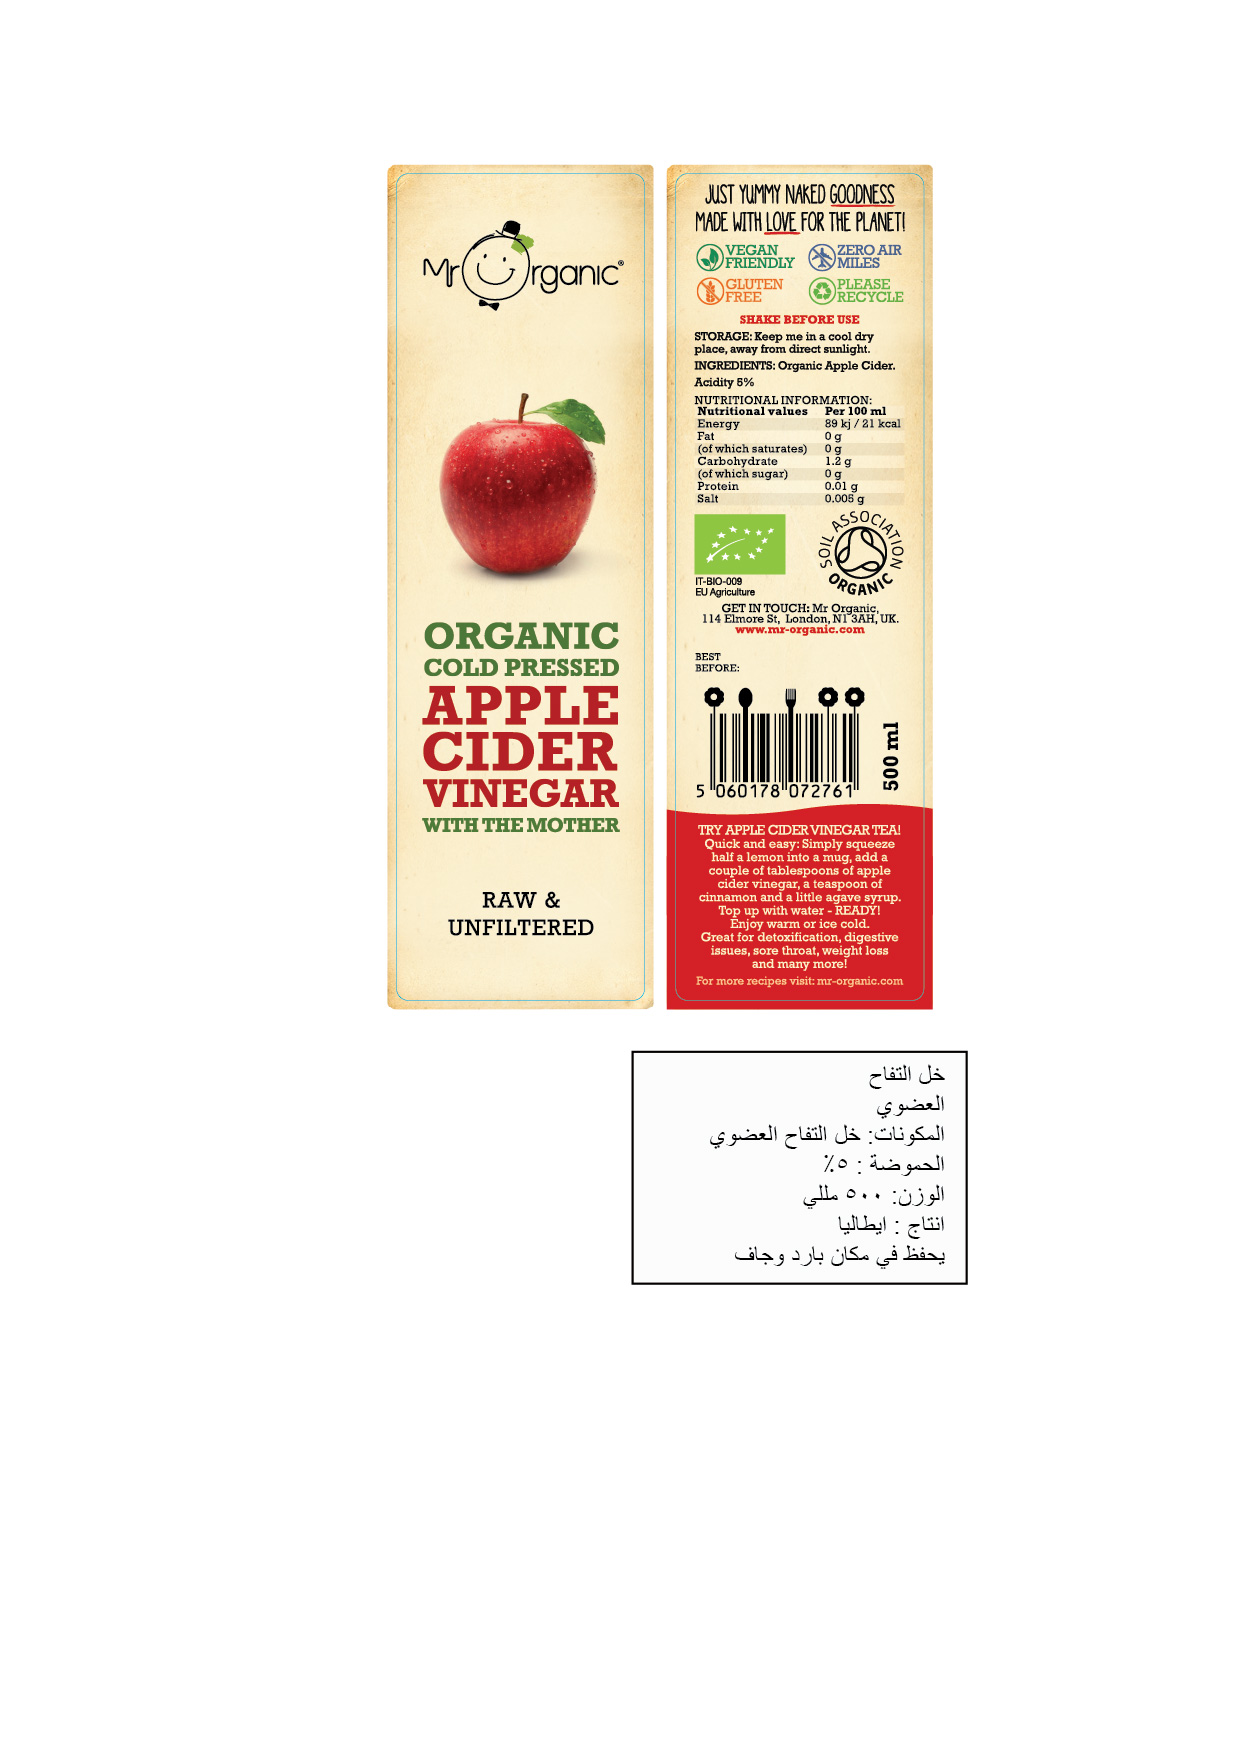 Mr Organic®
ORGANIC
COLD PRESSED
APPLE
CIDER
VINEGAR
WITH THE MOTHER
RAW &
UNFILTERED
JUST YUMMY NAKED GOODNESS
MADE WITH LOVE FOR THE PLANET!
VEGAN
FRIENDLY
ZERO AIR
MILES
GLUTEN
FREE
PLEASE
RECYCLE
SHAKE BEFORE USE
STORAGE: Keep me in a cool dry
place, away from direct sunlight.
INGREDIENTS: Organic Apple Cider.
Acidity 5%
NUTRITIONAL INFORMATION:
Nutritional values Per 100 ml
Energy 89 kj / 21 kcal
Fat 0 g
(of which saturates) 0 g
Carbohydrate 1.2 g
(of which sugar) 0 g
Protein 0.01 g
Salt 0.005 g
IT-BIO-009
EU Agriculture
SOIL ASSOCIATION
ORGANIC
GET IN TOUCH: Mr Organic,
114 Elmore St, London, N1 3AH, UK.
www.mr-organic.com
BEST
BEFORE:
5 060178 072761
500 ml
TRY APPLE CIDER VINEGAR TEA!
Quick and easy: Simply squeeze
half a lemon into a mug, add a
couple of tablespoons of apple
cider vinegar, a teaspoon of
cinnamon and a little agave syrup.
Top up with water - READY!
Enjoy warm or ice cold.
Great for detoxification, digestive
issues, sore throat, weight loss
and many more!
For more recipes visit: mr-organic.com
خل التفاح
العضوي
المكونات: خل التفاح العضوي
الحموضة : ٥٪
الوزن: ٥٠٠ مللي
انتاج : ايطاليا
يحفظ في مكان بارد وجاف